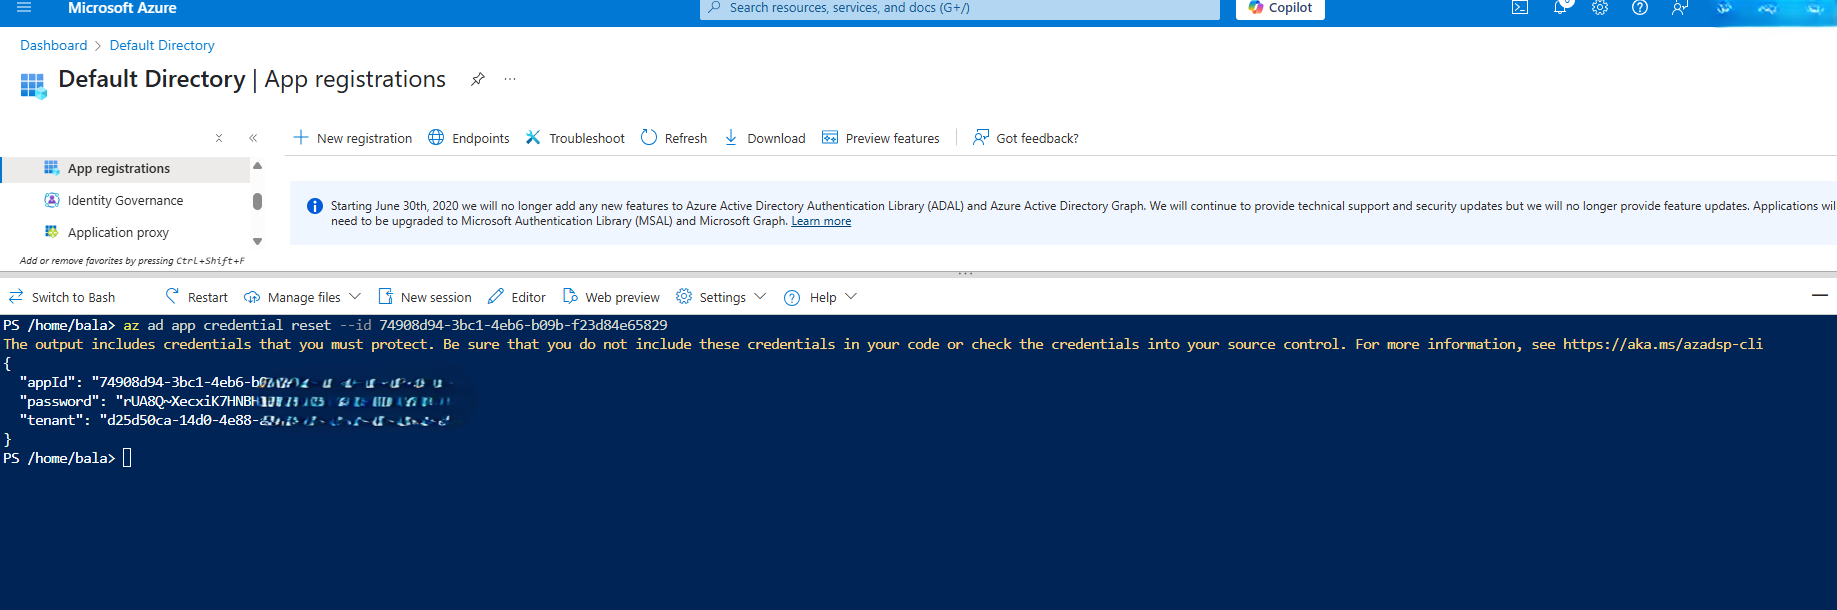 Microsoft Azure
Search resources, services, and docs (G+/)
Copilot
Dashboard > Default Directory
Default Directory | App registrations
New registration
Endpoints
Troubleshoot
Refresh
Download
Preview features
Got feedback?
App registrations
Identity Governance
Application proxy
Add or remove favorites by pressing Ctrl+Shift+F
Starting June 30th, 2020 we will no longer add any new features to Azure Active Directory Authentication Library (ADAL) and Azure Active Directory Graph. We will continue to provide technical support and security updates but we will no longer provide feature updates. Applications wil
need to be upgraded to Microsoft Authentication Library (MSAL) and Microsoft Graph. Learn more
Switch to Bash
Restart
Manage files
New session
Editor
Web preview
Settings
Help
PS /home/bala> az ad app credential reset --id 74908d94-3bc1-4eb6-b09b-f23d84e65829
The output includes credentials that you must protect. Be sure that you do not include these credentials in your code or check the credentials into your source control. For more information, see https://aka.ms/azadsp-cli
{
"appId": "74908d94-3bc1-4eb6-b
"password": "rUA8Q~XecxiK7HNBH
"tenant": "d25d50ca-14d0-4e88-
}
PS /home/bala>